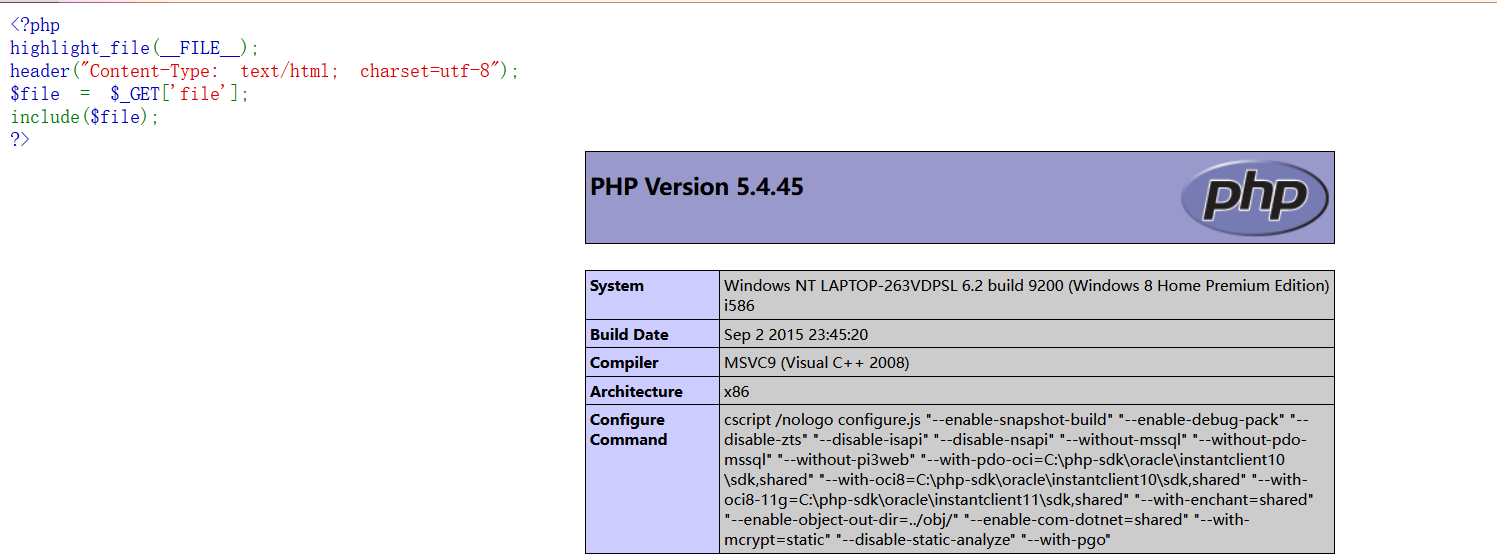 <?php
highlight_file(__FILE__);
header("Content-Type:  text/html;  charset=utf-8");
$file  =  $_GET['file'];
include($file);
?>
PHP Version 5.4.45
php
System
Windows NT LAPTOP-263VDPSL 6.2 build 9200 (Windows 8 Home Premium Edition)
i586
Build Date
Sep 2 2015 23:45:20
Compiler
MSVC9 (Visual C++ 2008)
Architecture
x86
Configure
Command
cscript /nologo configure.js "--enable-snapshot-build" "--enable-debug-pack" "--
disable-zts" "--disable-isapi" "--disable-nsapi" "--without-mssql" "--without-pdo-
mssql" "--without-pi3web" "--with-pdo-oci=C:\php-sdk\oracle\instantclient10
\sdk,shared" "--with-oci8=C:\php-sdk\oracle\instantclient10\sdk,shared" "--with-
oci8-11g=C:\php-sdk\oracle\instantclient11\sdk,shared" "--with-enchant=shared"
"--enable-object-out-dir=../obj/" "--enable-com-dotnet=shared" "--with-
mcrypt=static" "--disable-static-analyze" "--with-pgo"